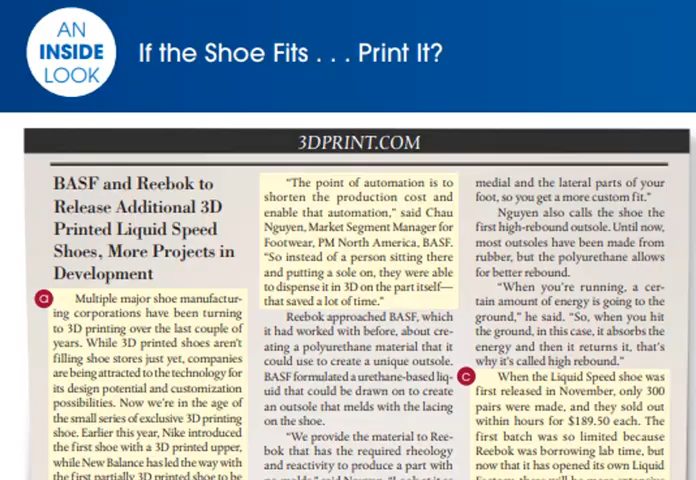 AN
INSIDE
LOOK
If the Shoe Fits . . . Print It?
3DPRINT.COM
BASF and Reebok to
Release Additional 3D
Printed Liquid Speed
Shoes, More Projects in
Development
a
Multiple major shoe manufactur-
ing corporations have been turning
to 3D printing over the last couple of
years. While 3D printed shoes aren't
filling shoe stores just yet, companies
are being attracted to the technology for
its design potential and customization
possibilities. Now we're in the age of
the small series of exclusive 3D printing
shoe. Earlier this year, Nike introduced
the first shoe with a 3D printed upper,
while New Balance has led the way with
the first partially 3D printed shoe to be
"The point of automation is to
shorten the production cost and
enable that automation," said Chau
Nguyen, Market Segment Manager for
Footwear, PM North America, BASF.
"So instead of a person sitting there
and putting a sole on, they were able
to dispense it in 3D on the part itself—
that saved a lot of time."
Reebok approached BASF, which
it had worked with before, about cre-
ating a polyurethane material that it
could use to create a unique outsole.
BASF formulated a urethane-based liq-
uid that could be drawn on to create
an outsole that melds with the lacing
on the shoe.
"We provide the material to Ree-
bok that has the required rheology
and reactivity to produce a part with
medial and the lateral parts of your
foot, so you get a more custom fit."
Nguyen also calls the shoe the
first high-rebound outsole. Until now,
most outsoles have been made from
rubber, but the polyurethane allows
for better rebound.
"When you're running, a cer-
tain amount of energy is going to the
ground," he said. "So, when you hit
the ground, in this case, it absorbs the
energy and then it returns it, that's
why it's called high rebound."
c
When the Liquid Speed shoe was
first released in November, only 300
pairs were made, and they sold out
within hours for $189.50 each. The
first batch was so limited because
Reebok was borrowing lab time, but
now that it has opened its own Liquid